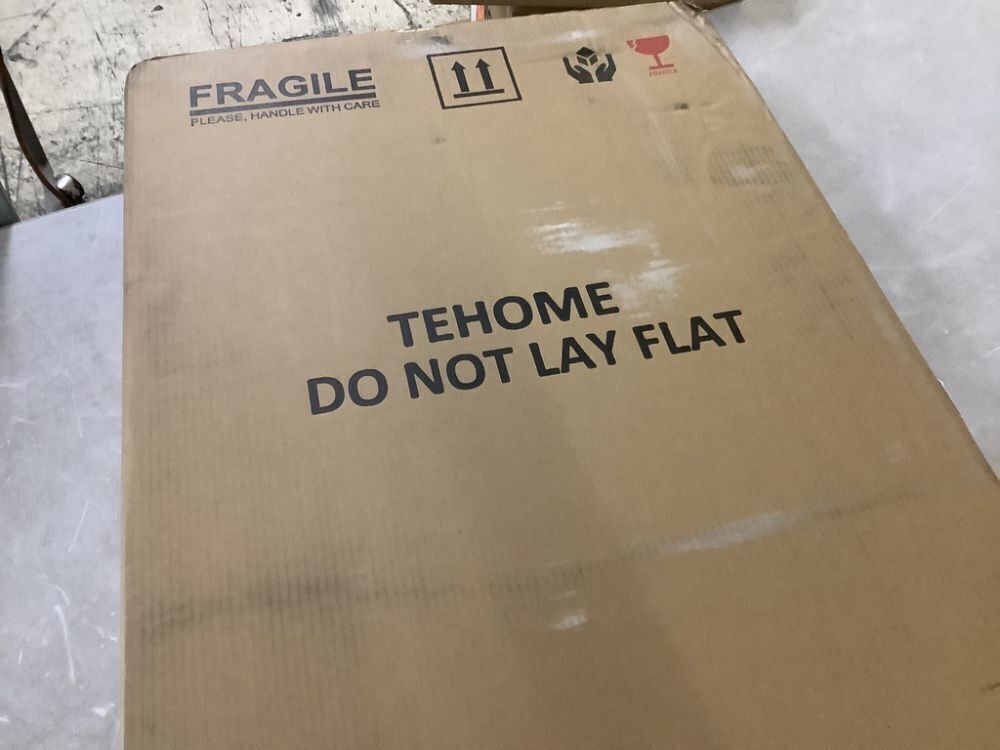 FRAGILE
PLEASE, HANDLE WITH CARE
FRAGILE
TEHOME
DO NOT LAY FLAT